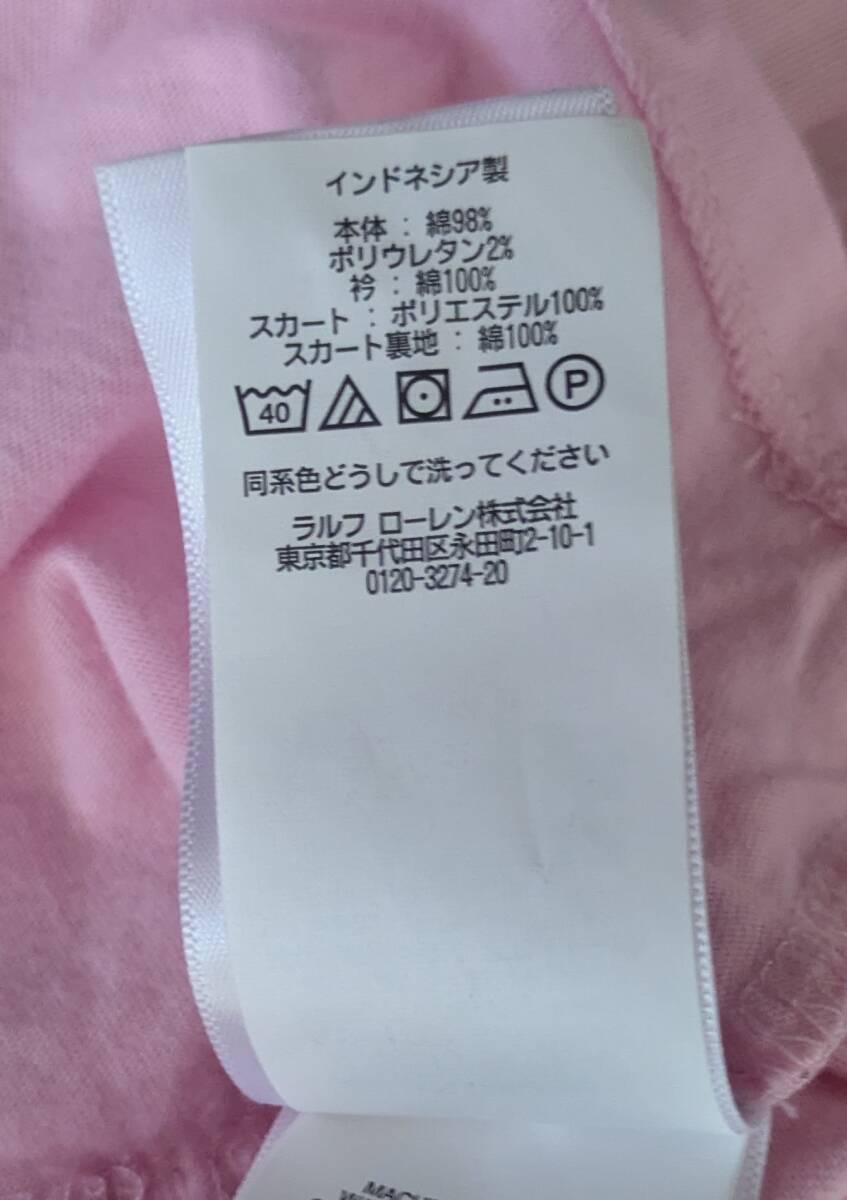 インドネシア製
本体 : 綿98%
ポリウレタン2%
衿 : 綿100%
スカート : ポリエステル100%
スカート裏地 : 綿100%
40 P
同系色どうしで洗ってください
ラルフ ローレン株式会社
東京都千代田区永田町2-10-1
0120-3274-20